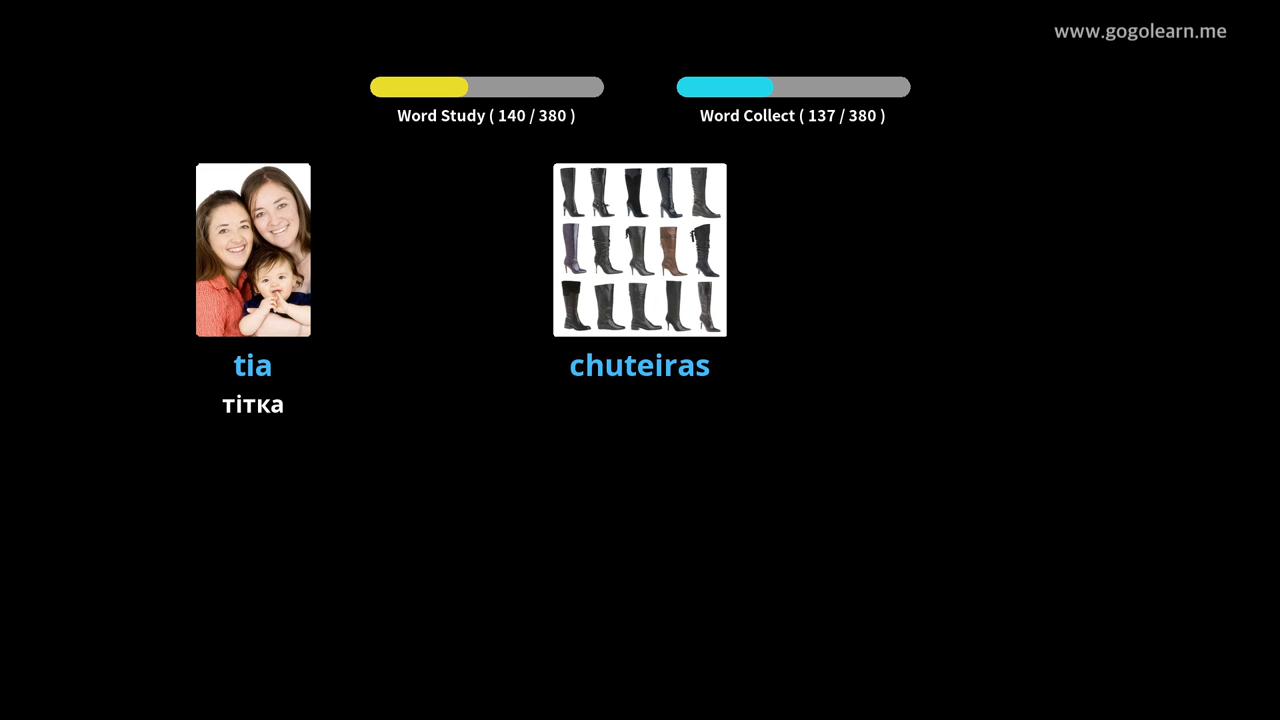 www.gogolearn.me
Word Study ( 140 / 380 )
Word Collect ( 137 / 380 )
tia
тітка
chuteiras